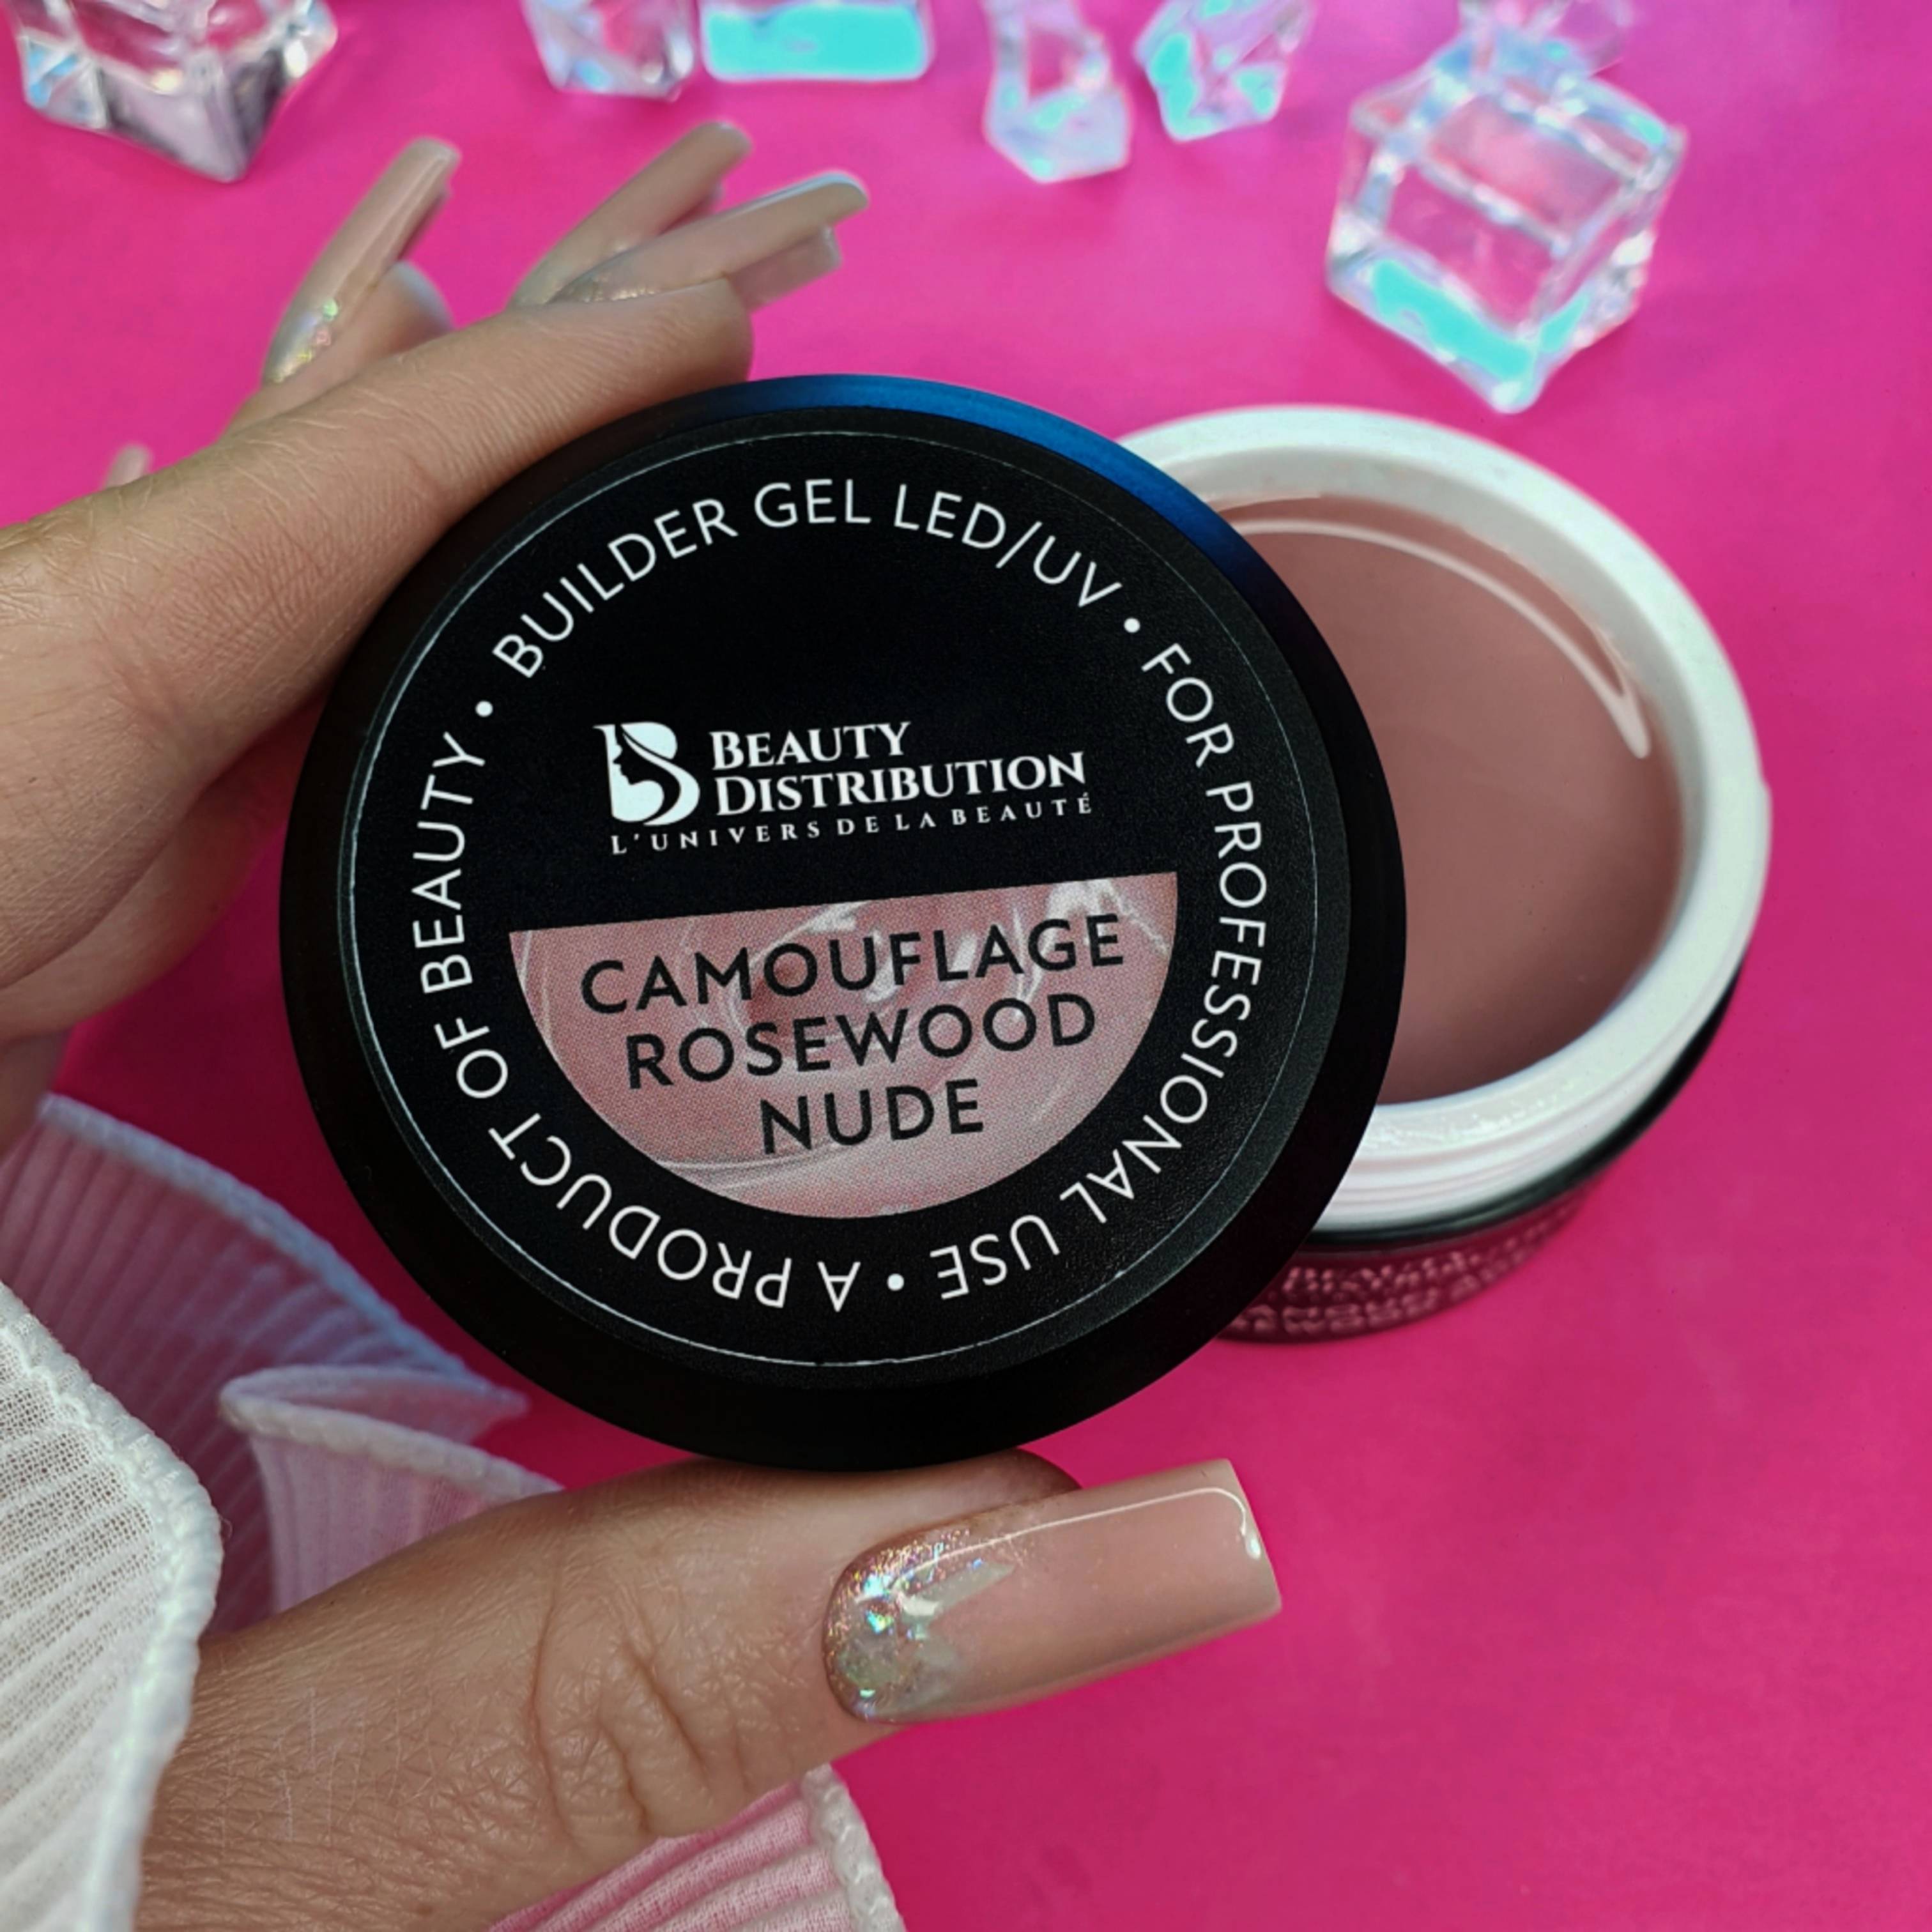 BUILDER GEL LED/UV • FOR PROFESSIONAL USE • A PRODUCT OF BEAUTY •
B BEAUTY
DISTRIBUTION
L'UNIVERS DE LA BEAUTÉ
CAMOUFLAGE
ROSEWOOD
NUDE